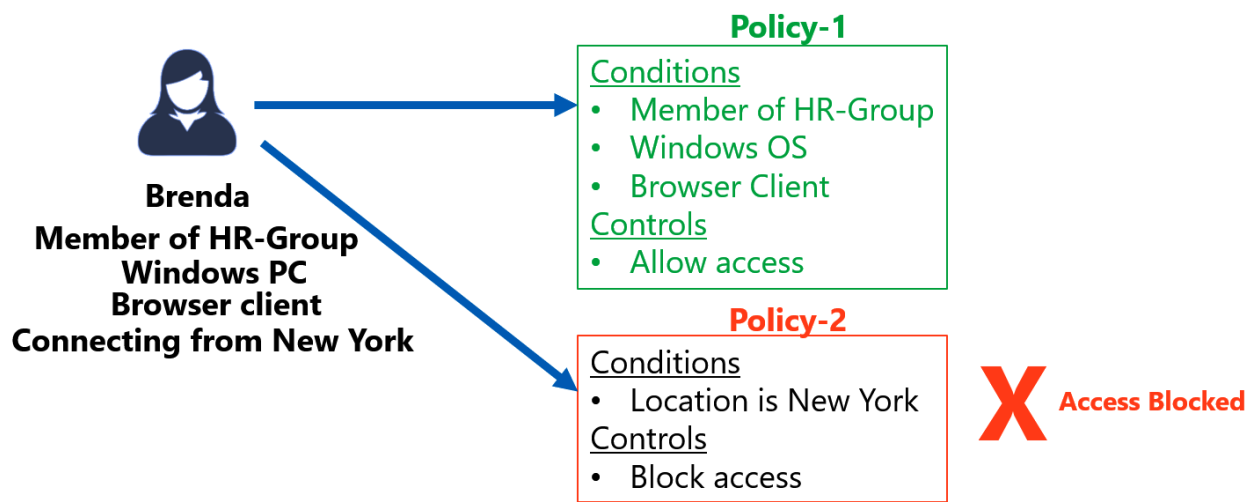 Policy-1
Conditions
• Member of HR-Group
• Windows OS
• Browser Client
Controls
• Allow access
Brenda
Member of HR-Group
Windows PC
Browser client
Connecting from New York
Policy-2
Conditions
• Location is New York
Controls
• Block access
X Access Blocked